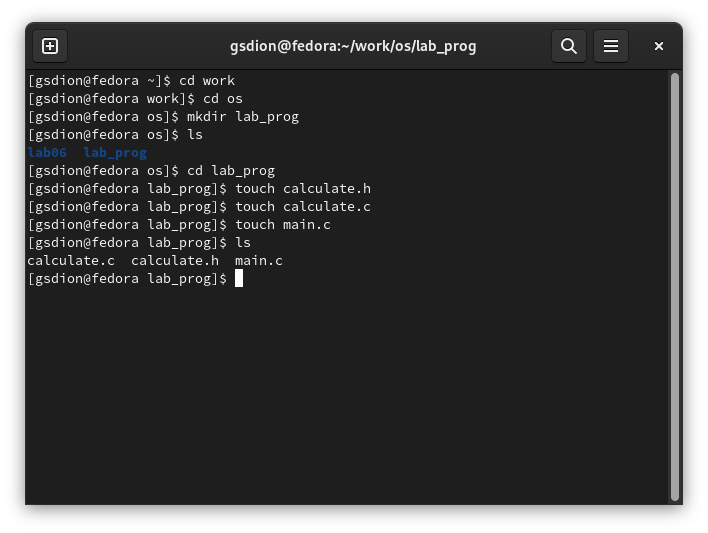 gsdion@fedora:~/work/os/lab_prog
[gsdion@fedora ~]$ cd work
[gsdion@fedora work]$ cd os
[gsdion@fedora os]$ mkdir lab_prog
[gsdion@fedora os]$ ls
lab06  lab_prog
[gsdion@fedora os]$ cd lab_prog
[gsdion@fedora lab_prog]$ touch calculate.h
[gsdion@fedora lab_prog]$ touch calculate.c
[gsdion@fedora lab_prog]$ touch main.c
[gsdion@fedora lab_prog]$ ls
calculate.c  calculate.h  main.c
[gsdion@fedora lab_prog]$